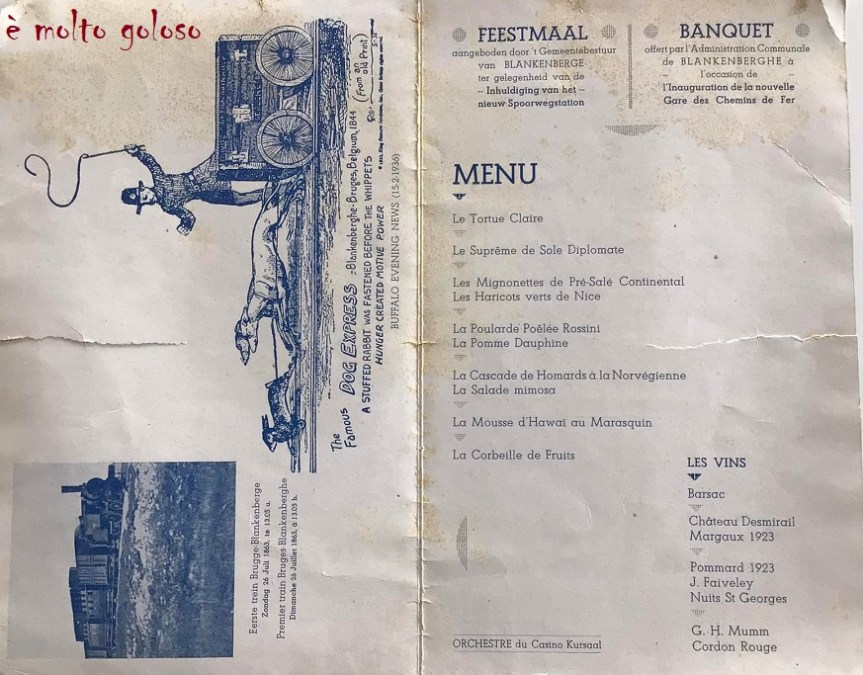 è molto goloso
The Famous DOG EXPRESS - Blankenberghe-Bruges, Belgium, 1844 (From an old Print)
A STUFFED RABBIT WAS FASTENED BEFORE THE WHIPPETS
HUNGER CREATED MOTIVE POWER
BUFFALO EVENING NEWS (15-2-1936)
Eerste trein Brugge-Blankenberge
Zondag 26 Juli 1863, te 13.05 u.
Premier train Bruges-Blankenberghe
Dimanche 26 Juillet 1863, à 13.05 h.
FEESTMAAL
aangeboden door 't Gemeentebestuur
van BLANKENBERGE
ter gelegenheid van de
-- Inhuldiging van het --
nieuw Spoorwegstation
BANQUET
offert par l'Administration Communale
de BLANKENBERGHE à
l'occasion de -
l'Inauguration de la nouvelle
Gare des Chemins de Fer
MENU
Le Tortue Claire
Le Suprême de Sole Diplomate
Les Mignonettes de Pré-Salé Continental
Les Haricots verts de Nice
La Poularde Poêlée Rossini
La Pomme Dauphine
La Cascade de Homards à la Norvégienne
La Salade mimosa
La Mousse d'Hawaï au Marasquin
La Corbeille de Fruits
LES VINS
Barsac
Château Desmirail
Margaux 1923
Pommard 1923
J. Faiveley
Nuits St Georges
G. H. Mumm
Cordon Rouge
ORCHESTRE du Casino Kursaal